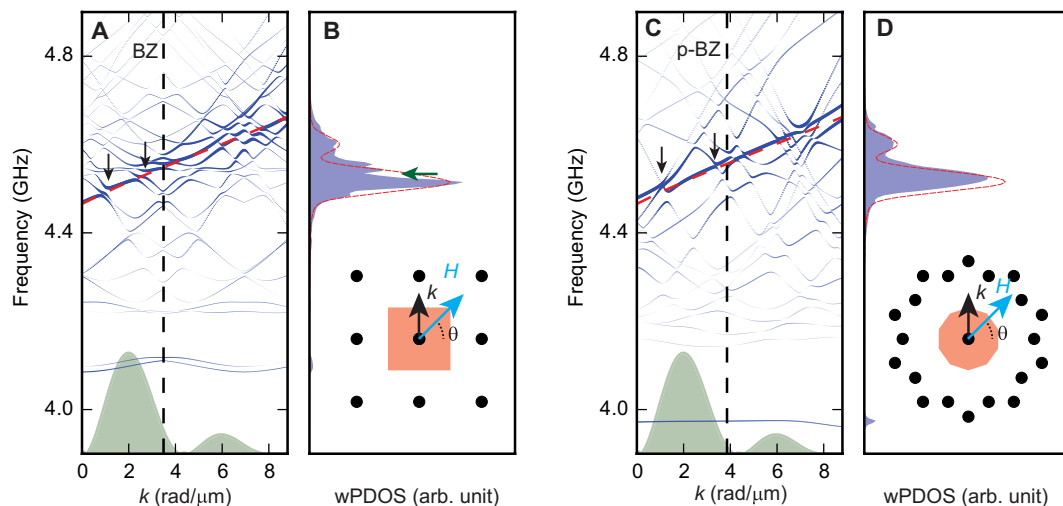 A
BZ
B
C
p-BZ
D
Frequency (GHz)
4.8
4.4
4.0
0 2 4 6 8
k (rad/μm)
k
H
θ
wPDOS (arb. unit)
Frequency (GHz)
4.8
4.4
4.0
0 2 4 6 8
k (rad/μm)
k
H
θ
wPDOS (arb. unit)